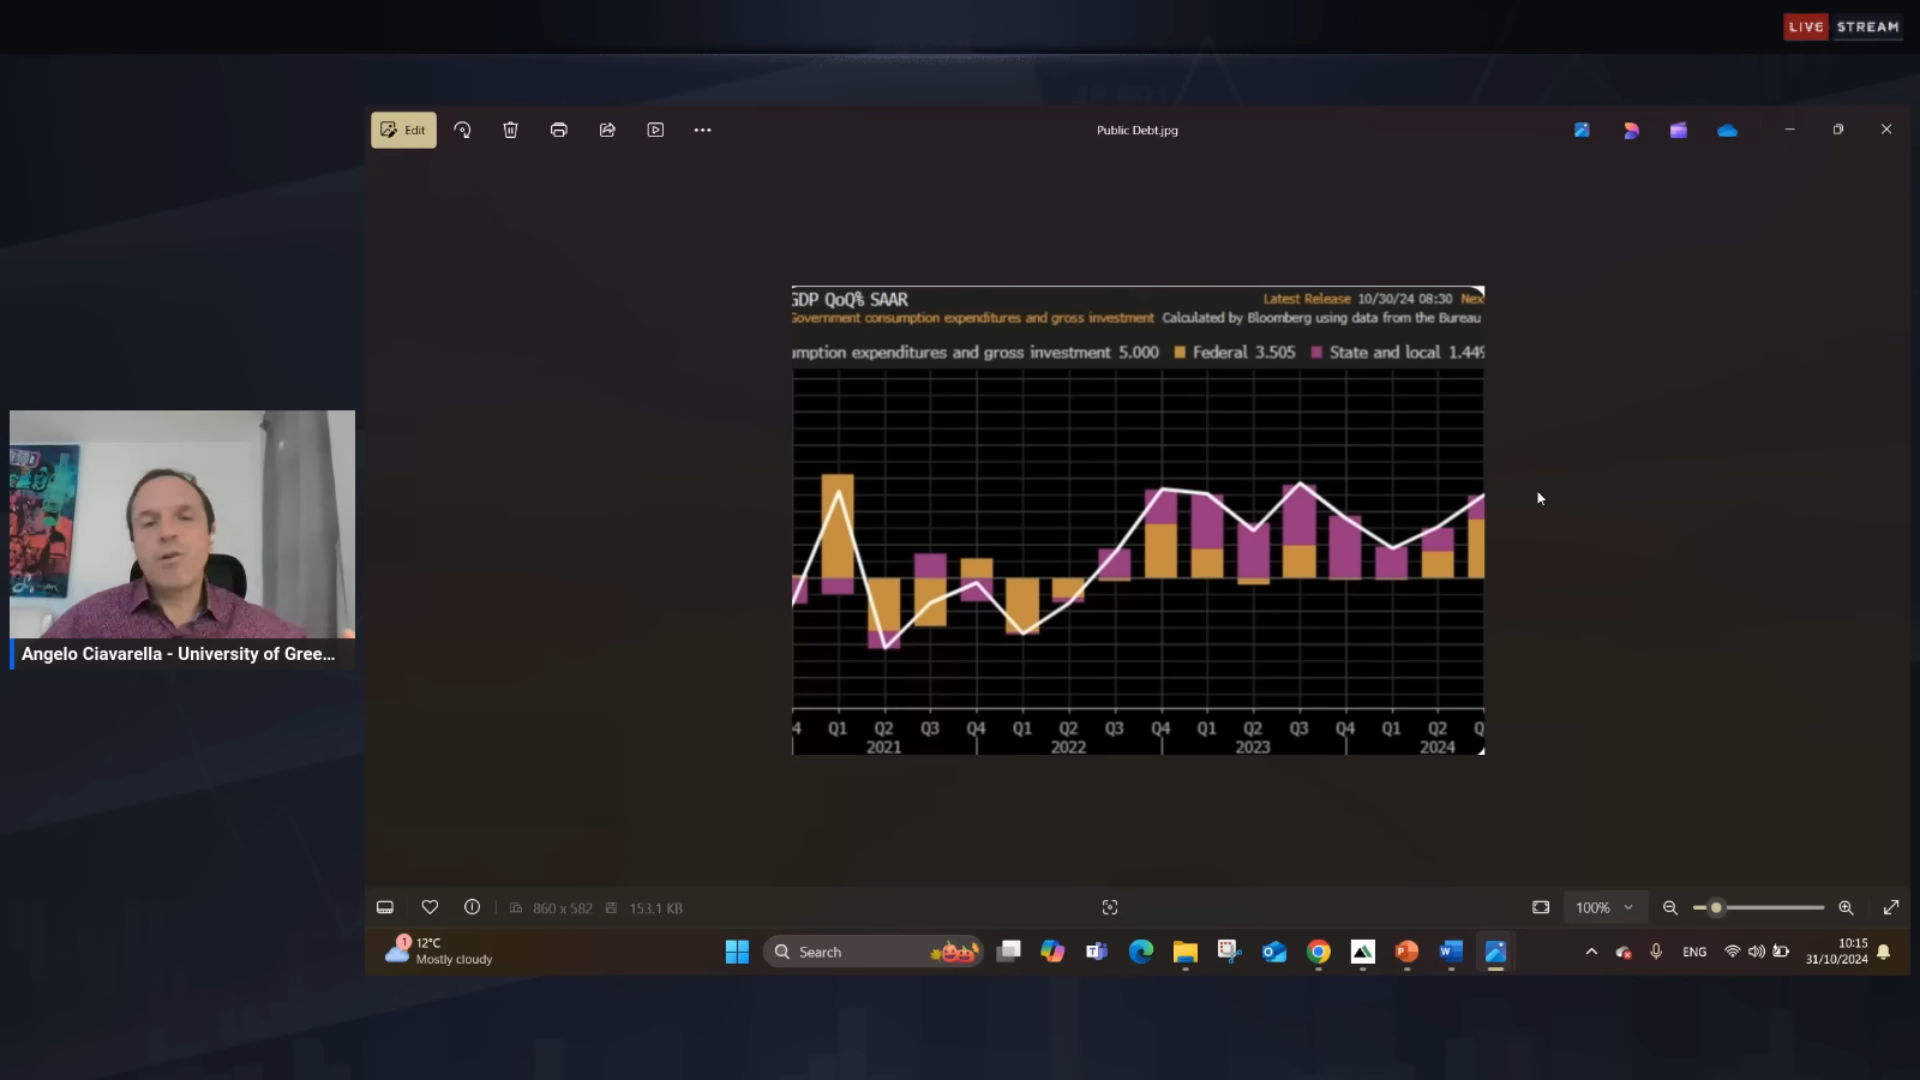 LIVE STREAM
Edit
Public Debt.jpg
GDP QoQ% SAAR
Latest Release 10/30/24 08:30 Nex
Government consumption expenditures and gross investment Calculated by Bloomberg using data from the Bureau
umption expenditures and gross investment 5.000 Federal 3.505 State and local 1.449
4 Q1 Q2 Q3 Q4 Q1 Q2 Q3 Q4 Q1 Q2 Q3 Q4 Q1 Q2 Q
2021 2022 2023 2024
Angelo Ciavarella - University of Gree...
860 x 582 153.1 KB
100%
1
12°C
Mostly cloudy
Search
ENG
10:15
31/10/2024